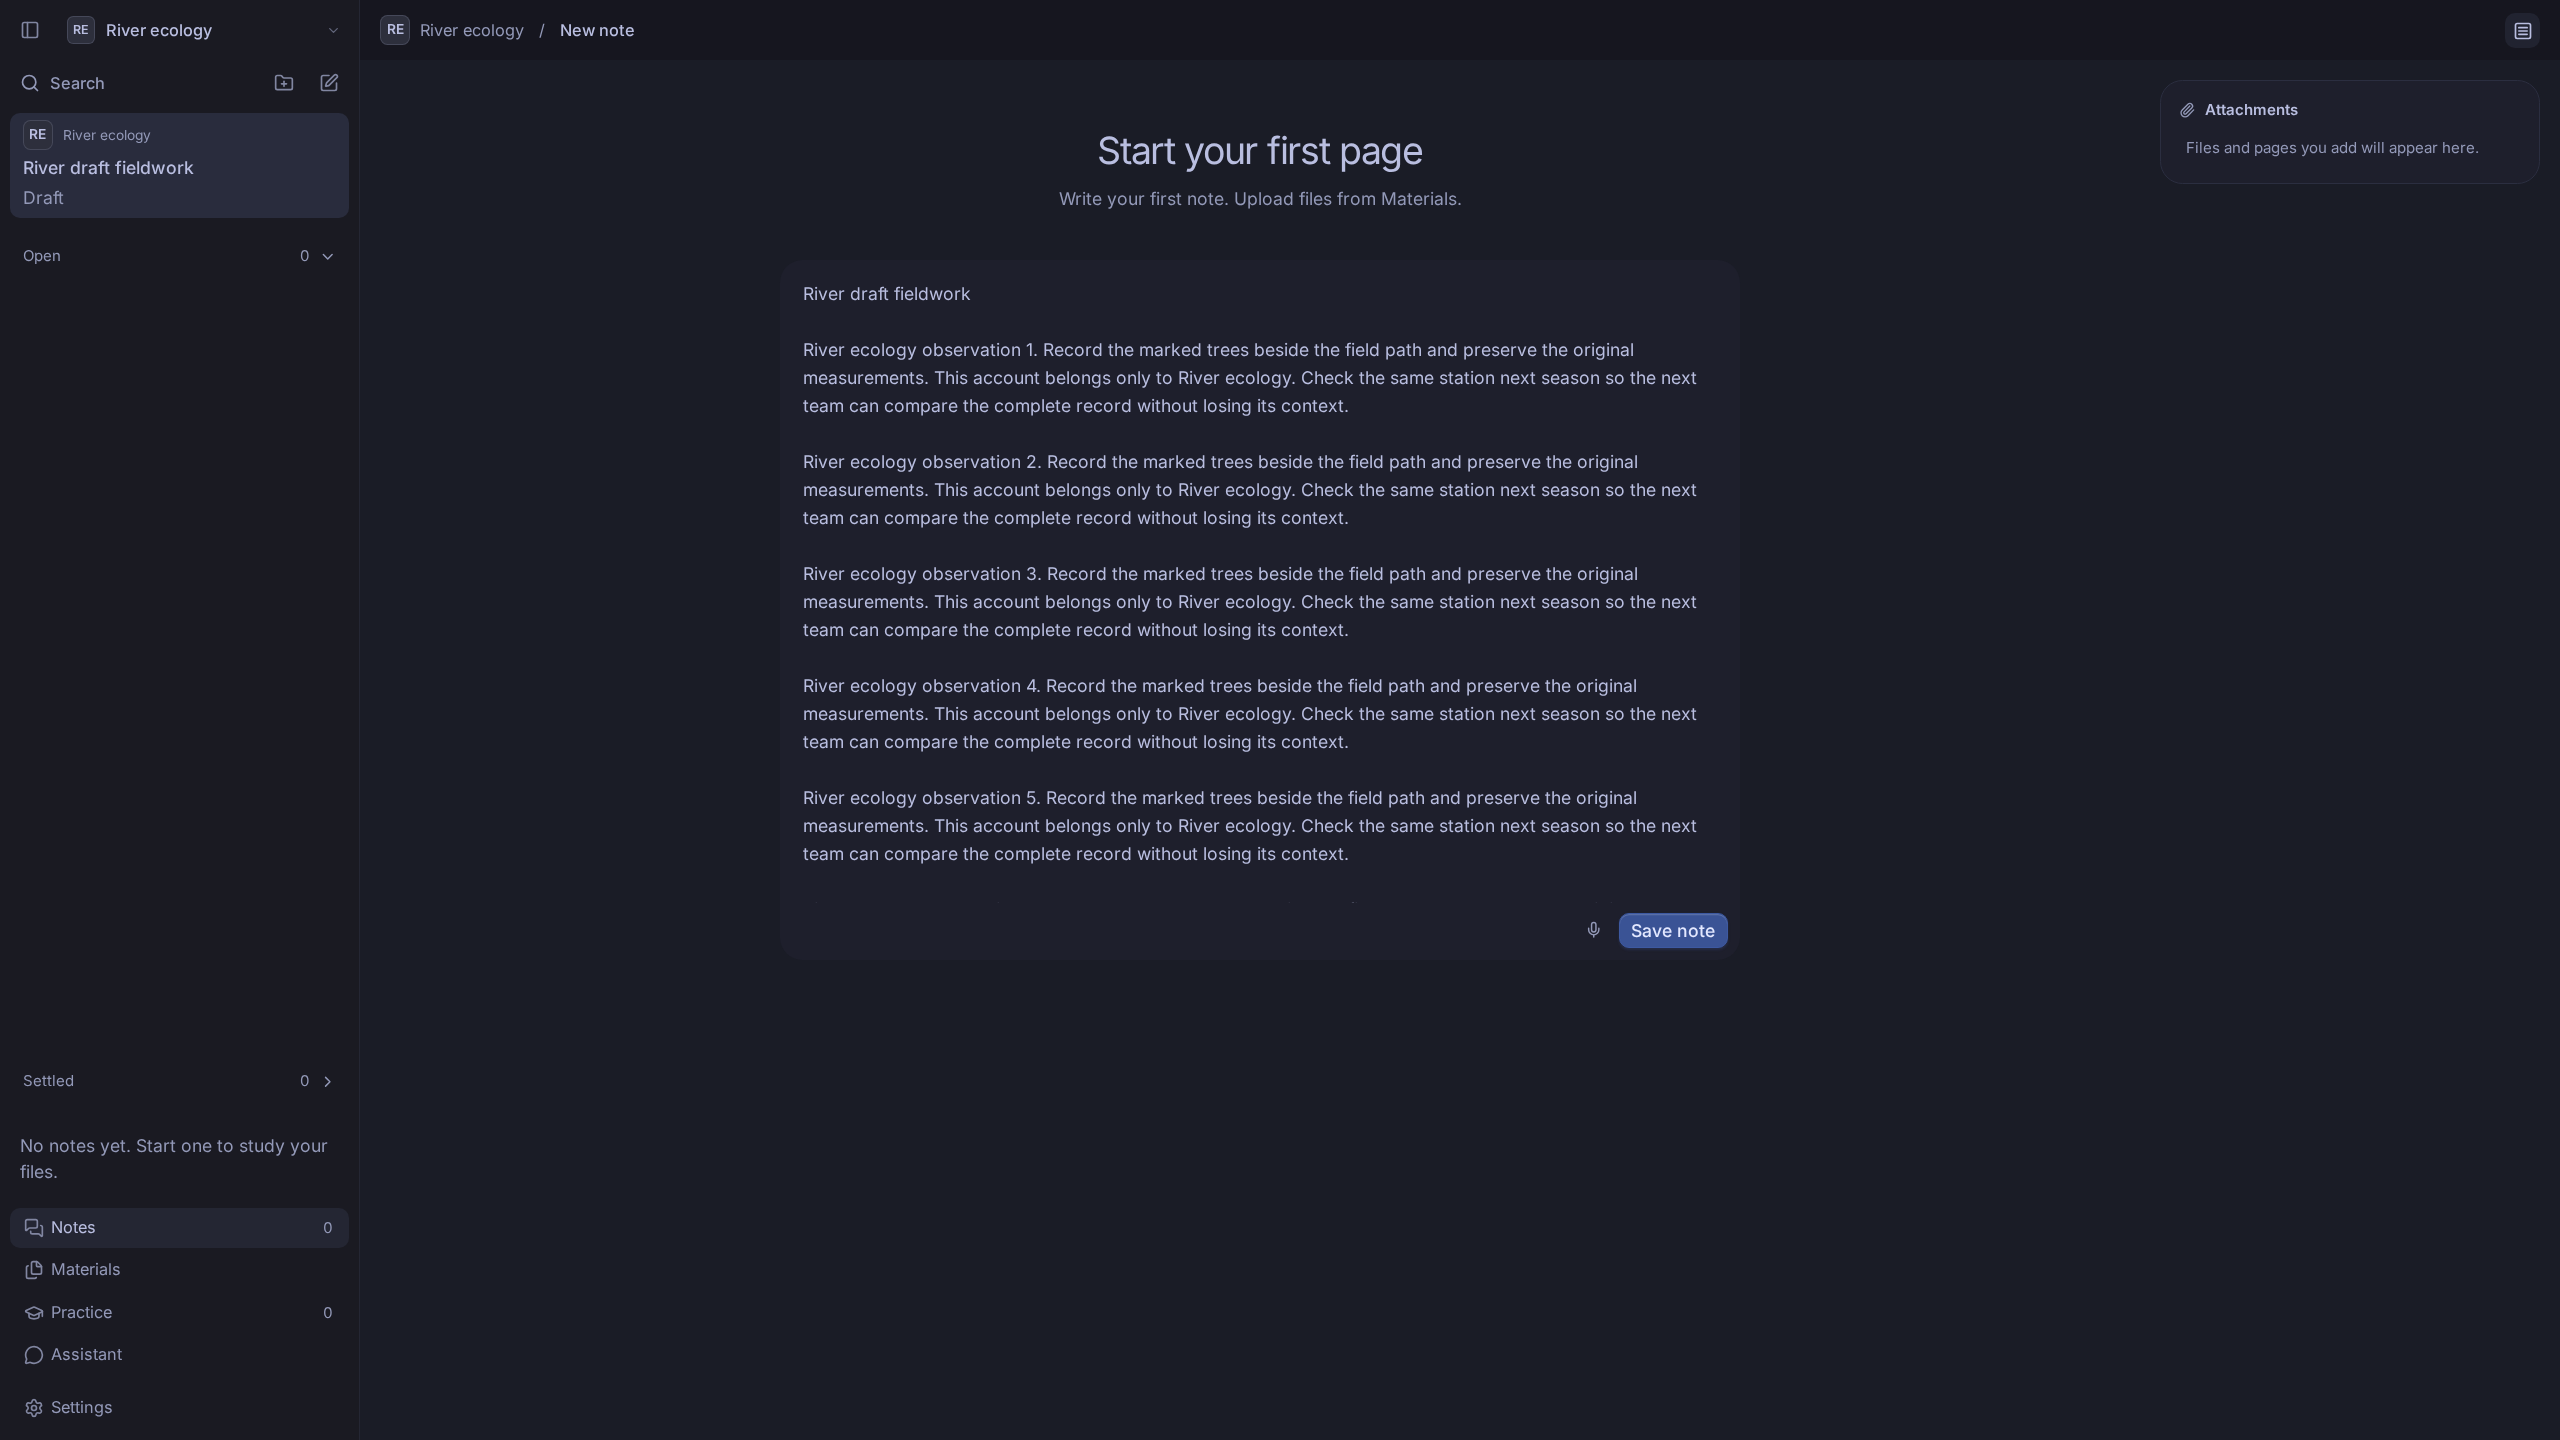 RE River ecology
Search
RE River ecology
River draft fieldwork
Draft
Open 0
Settled 0
No notes yet. Start one to study your
files.
Notes 0
Materials
Practice 0
Assistant
Settings
RE River ecology / New note
Start your first page
Write your first note. Upload files from Materials.
River draft fieldwork
River ecology observation 1. Record the marked trees beside the field path and preserve the original
measurements. This account belongs only to River ecology. Check the same station next season so the next
team can compare the complete record without losing its context.
River ecology observation 2. Record the marked trees beside the field path and preserve the original
measurements. This account belongs only to River ecology. Check the same station next season so the next
team can compare the complete record without losing its context.
River ecology observation 3. Record the marked trees beside the field path and preserve the original
measurements. This account belongs only to River ecology. Check the same station next season so the next
team can compare the complete record without losing its context.
River ecology observation 4. Record the marked trees beside the field path and preserve the original
measurements. This account belongs only to River ecology. Check the same station next season so the next
team can compare the complete record without losing its context.
River ecology observation 5. Record the marked trees beside the field path and preserve the original
measurements. This account belongs only to River ecology. Check the same station next season so the next
team can compare the complete record without losing its context.
Save note
Attachments
Files and pages you add will appear here.